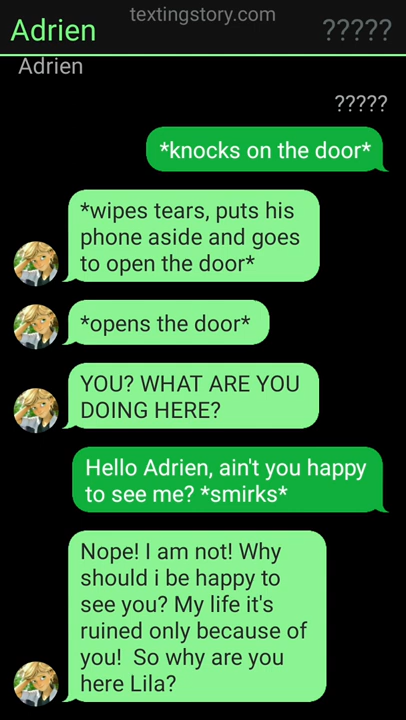 textingstory.com
Adrien
?????
Adrien
?????
*knocks on the door*
*wipes tears, puts his
phone aside and goes
to open the door*
*opens the door*
YOU? WHAT ARE YOU
DOING HERE?
Hello Adrien, ain't you happy
to see me? *smirks*
Nope! I am not! Why
should i be happy to
see you? My life it's
ruined only because of
you!  So why are you
here Lila?